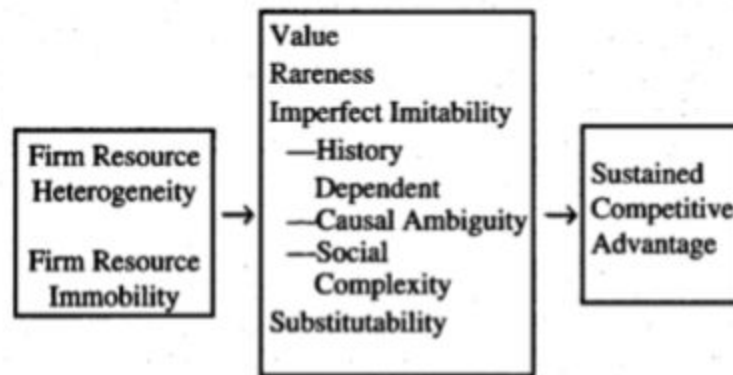 Firm Resource
Heterogeneity
Firm Resource
Immobility
Value
Rareness
Imperfect Imitability
—History
Dependent
—Causal Ambiguity
—Social
Complexity
Substitutability
Sustained
Competitive
Advantage